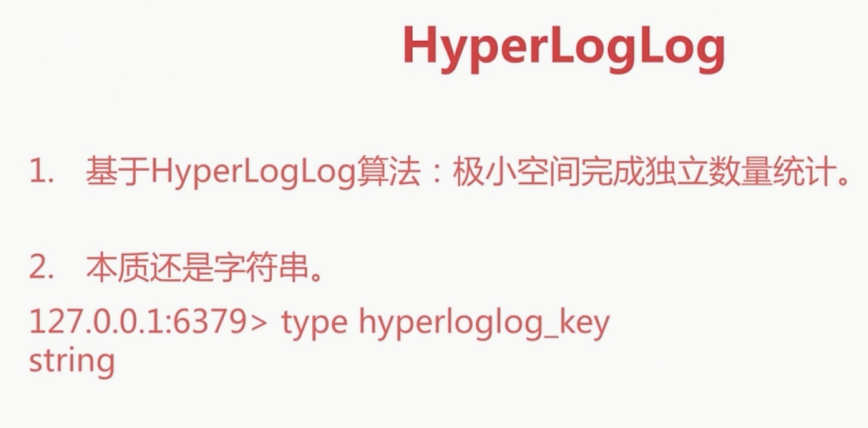 HyperLogLog
1. 基于HyperLogLog算法：极小空间完成独立数量统计。
2. 本质还是字符串。
127.0.0.1:6379> type hyperloglog_key
string